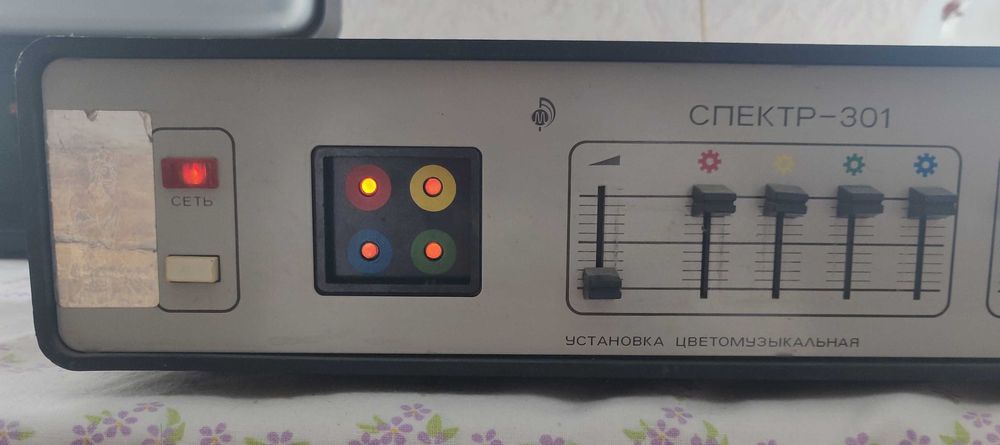 СПЕКТР-301
СЕТЬ
УСТАНОВКА ЦВЕТОМУЗЫКАЛЬНАЯ